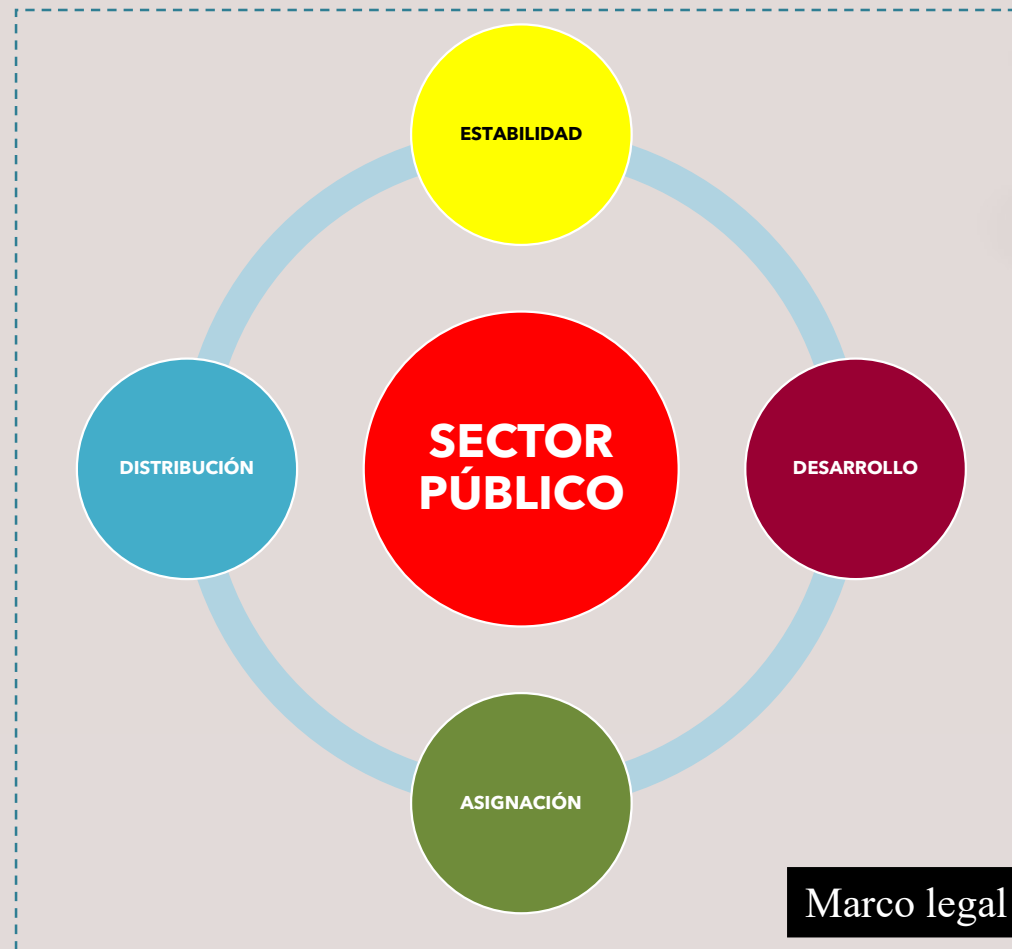 ESTABILIDAD
DISTRIBUCIÓN
SECTOR
PÚBLICO
DESARROLLO
ASIGNACIÓN
Marco legal